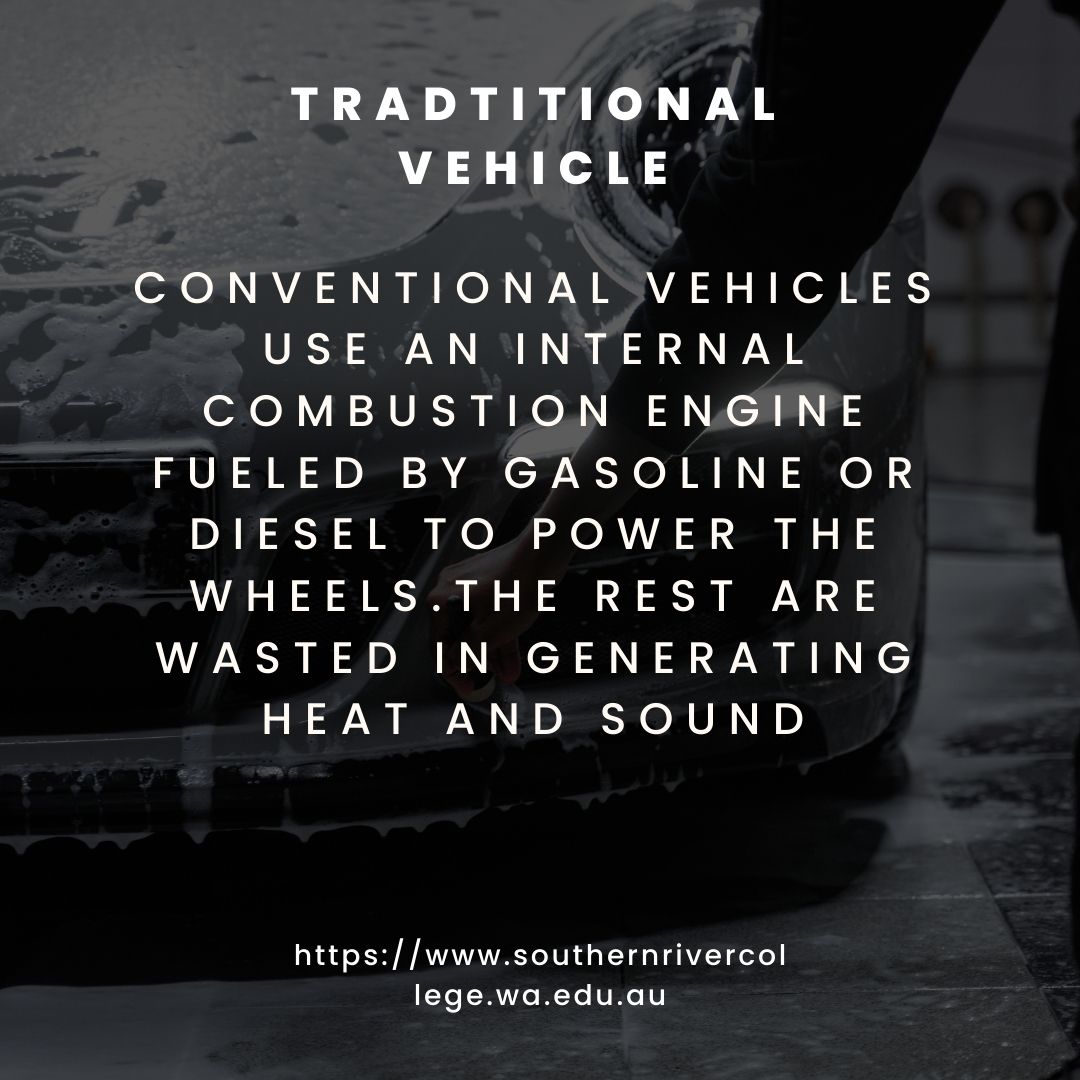 TRADTITIONAL
VEHICLE
CONVENTIONAL VEHICLES
USE AN INTERNAL
COMBUSTION ENGINE
FUELED BY GASOLINE OR
DIESEL TO POWER THE
WHEELS.THE REST ARE
WASTED IN GENERATING
HEAT AND SOUND
https://www.southernrivercol
lege.wa.edu.au